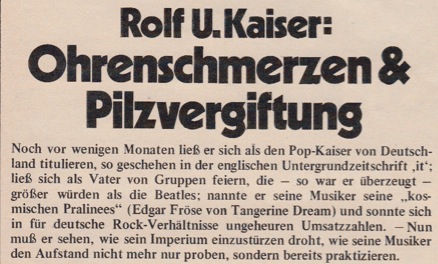 Rolf U. Kaiser:
Ohrenschmerzen &
Pilzvergiftung
Noch vor wenigen Monaten ließ er sich als den Pop-Kaiser von Deutsch-
land titulieren, so geschehen in der englischen Untergrundzeitschrift ‚it‘;
ließ sich als Vater von Gruppen feiern, die – so war er überzeugt –
größer würden als die Beatles; nannte er seine Musiker seine „kos-
mischen Pralinees“ (Edgar Fröse von Tangerine Dream) und sonnte sich
in für deutsche Rock-Verhältnisse ungeheuren Umsatzzahlen. – Nun
muß er sehen, wie sein Imperium einzustürzen droht, wie seine Musiker
den Aufstand nicht mehr nur proben, sondern bereits praktizieren.